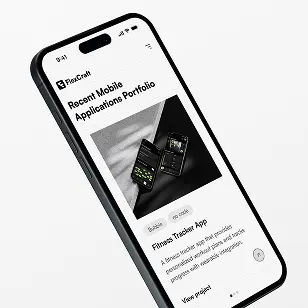 9:41
FlexCraft
Recent Mobile
Applications Portfolio
Bubble
no code
Fitness Tracker App
A fitness tracker app that provides
personalised workout plans and tracks
progress with wearable integration.
View project